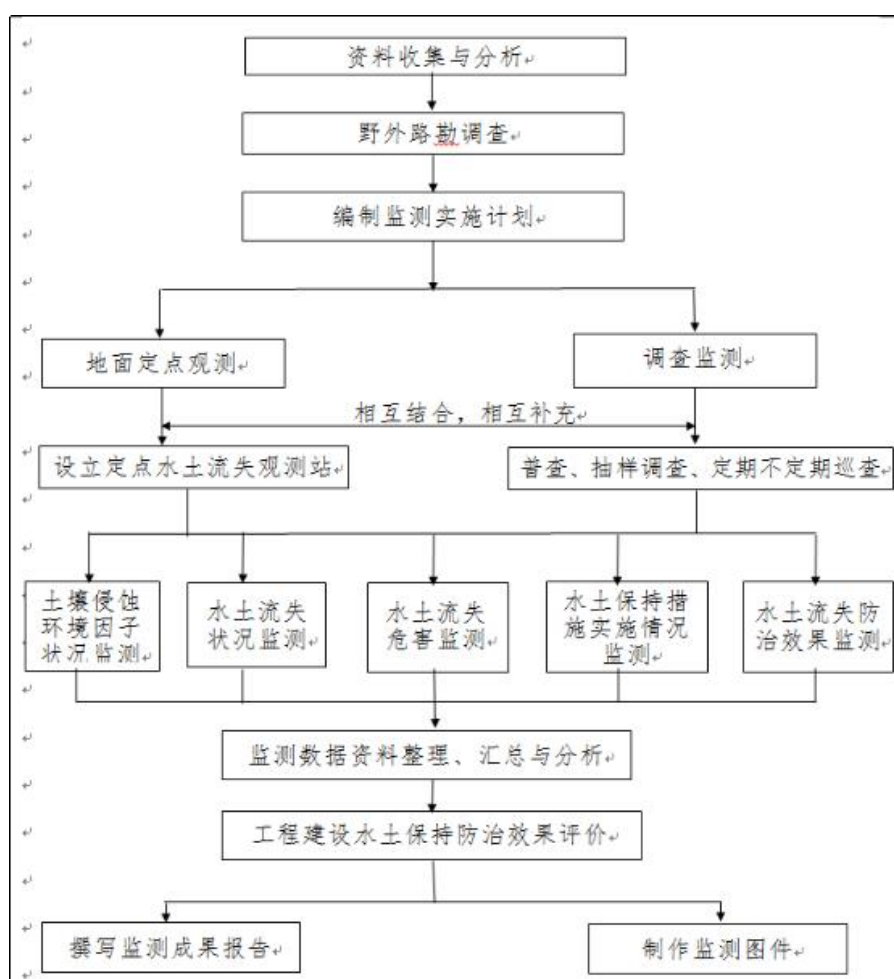 资料收集与分析
野外路勘调查
编制监测实施计划
地面定点观测
调查监测
相互结合，相互补充
设立定点水土流失观测站
普查、抽样调查、定期不定期巡查
土壤侵蚀
环境因子
状况监测
水土流失
状况监测
水土流失
危害监测
水土保持措
施实施情况
监测
水土流失防
治效果监测
监测数据资料整理、汇总与分析
工程建设水土保持防治效果评价
撰写监测成果报告
制作监测图件